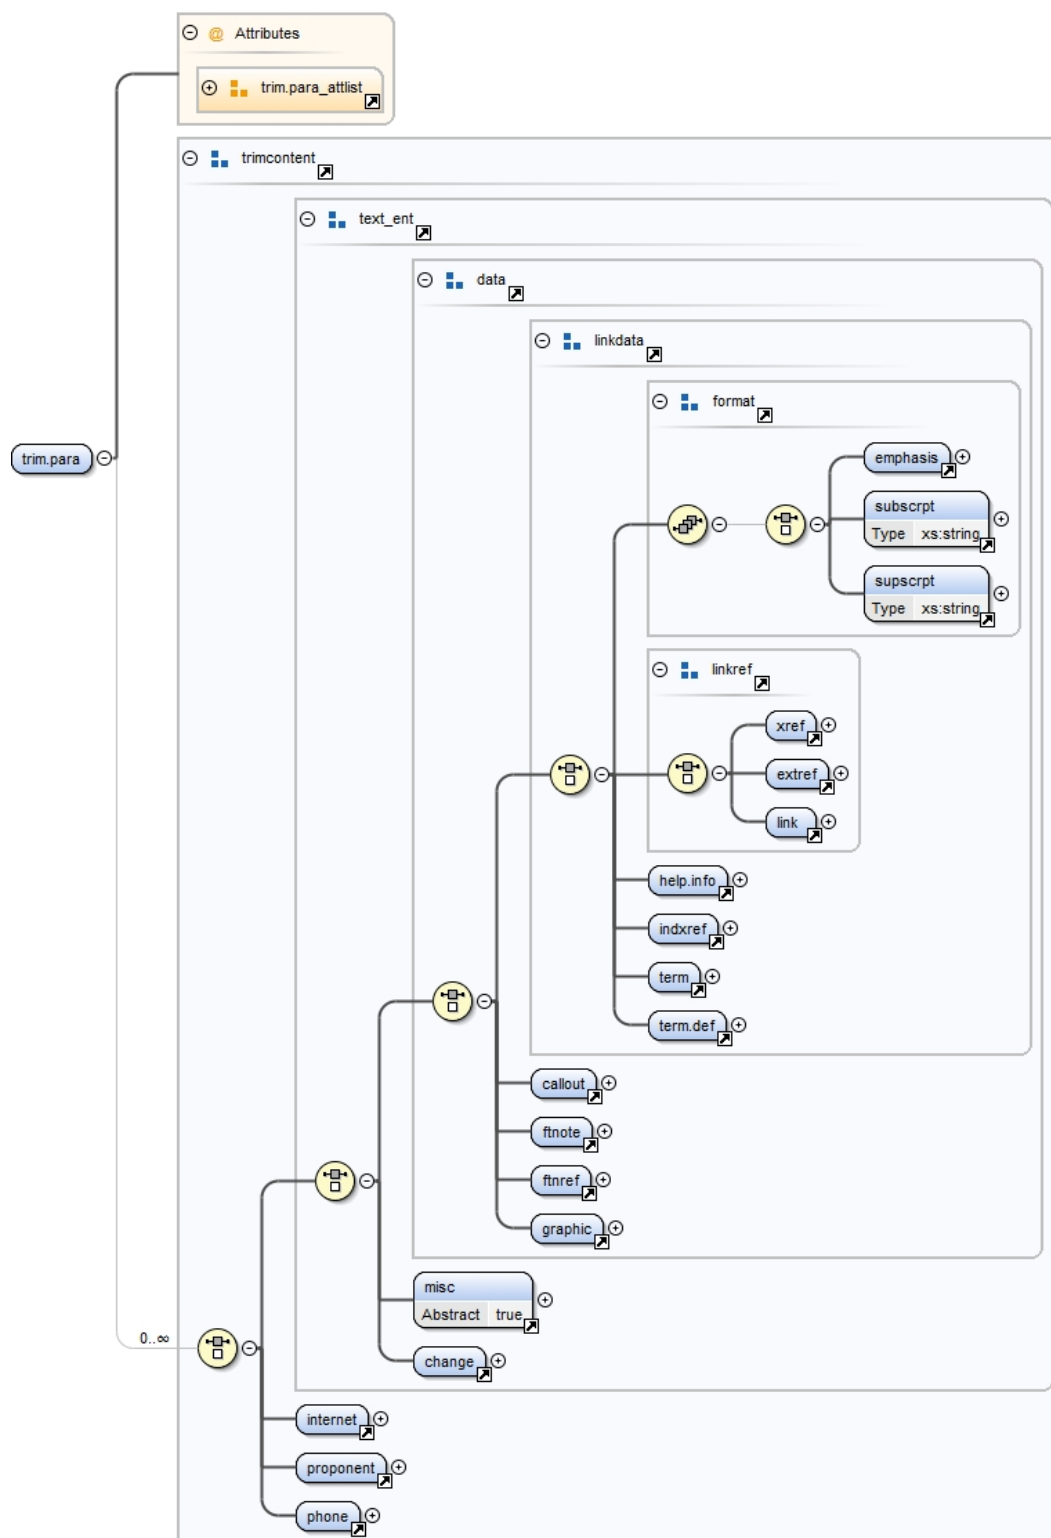 Attributes
trim.para_attlist
trimcontent
text_ent
data
linkdata
format
trim.para
emphasis
subscrpt
Type xs:string
supscrpt
Type xs:string
linkref
xref
extref
link
help.info
indxref
term
term.def
callout
ftnote
ftnref
graphic
misc
Abstract true
0..∞
change
internet
proponent
phone